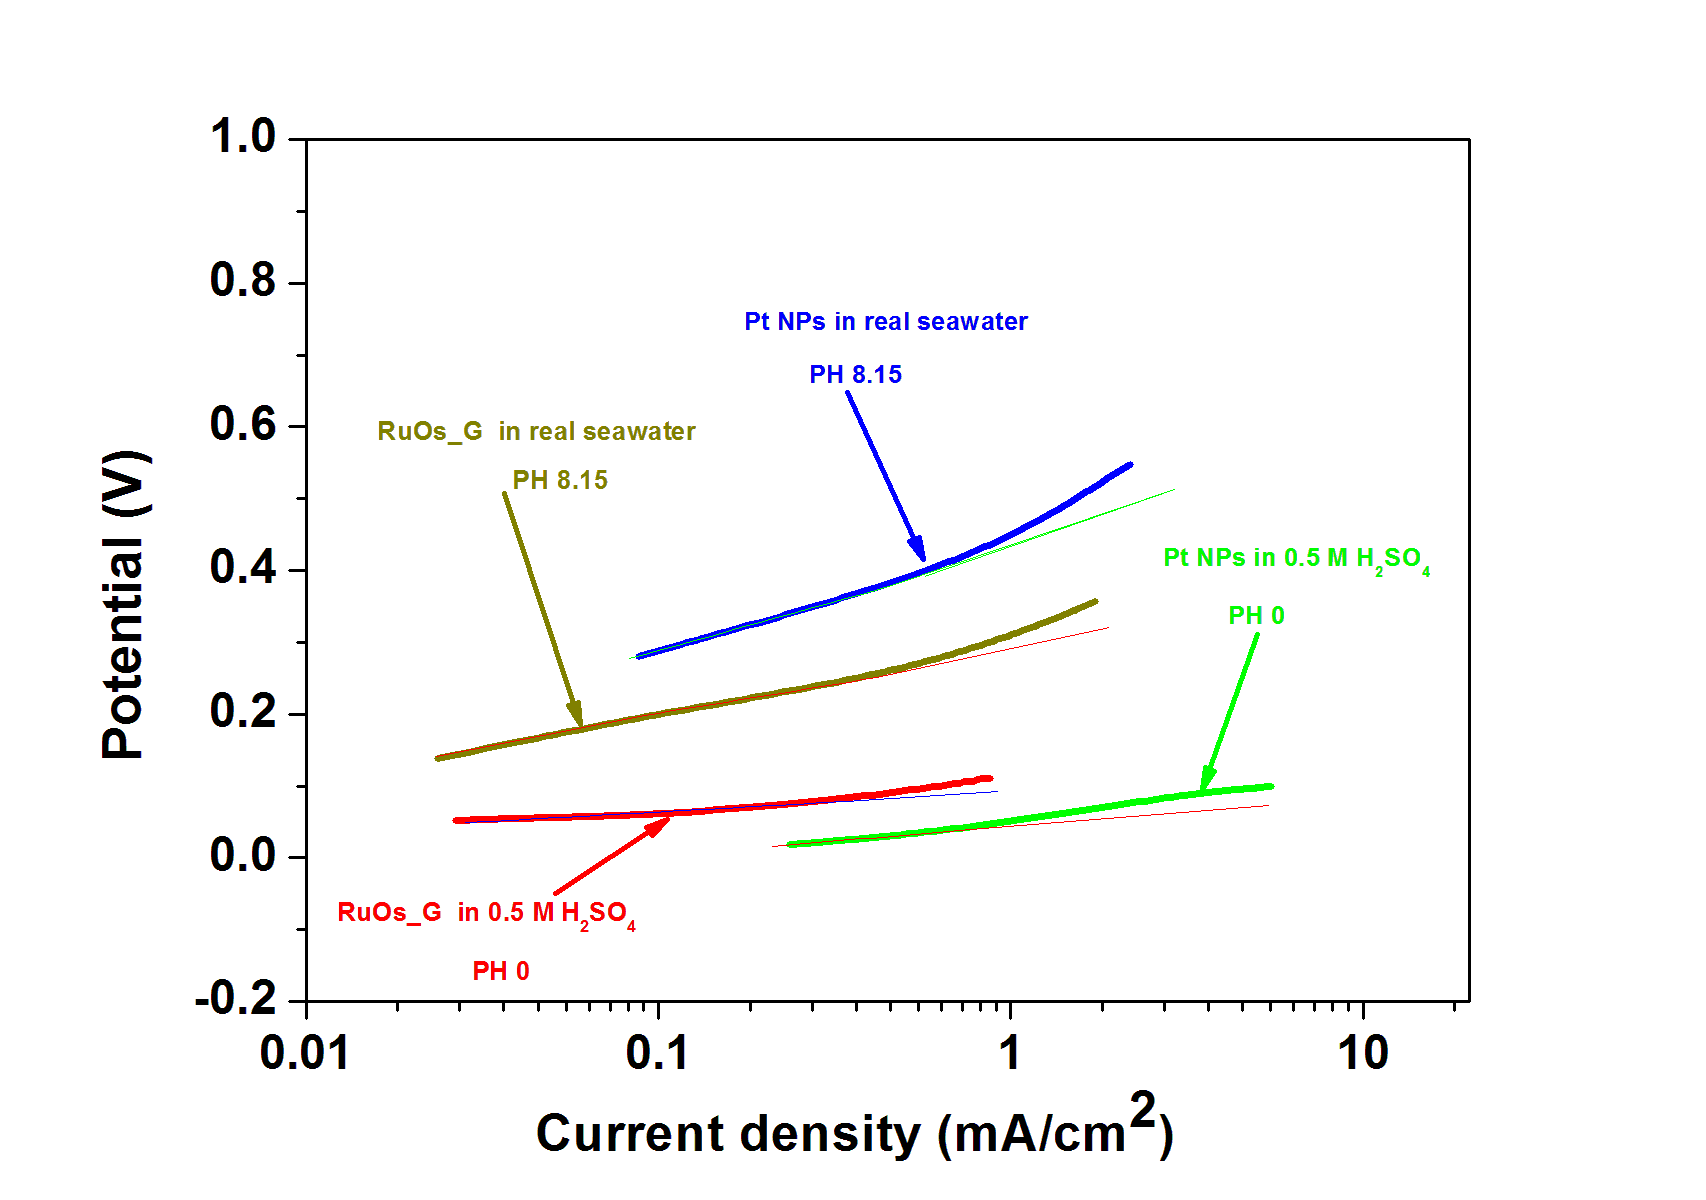 1.0
0.8
0.6
0.4
0.2
0.0
-0.2
Potential (V)
Pt NPs in real seawater
PH 8.15
RuOs_G in real seawater
PH 8.15
Pt NPs in 0.5 M H₂SO₄
PH 0
RuOs_G in 0.5 M H₂SO₄
PH 0
0.01 0.1 1 10
Current density (mA/cm²)